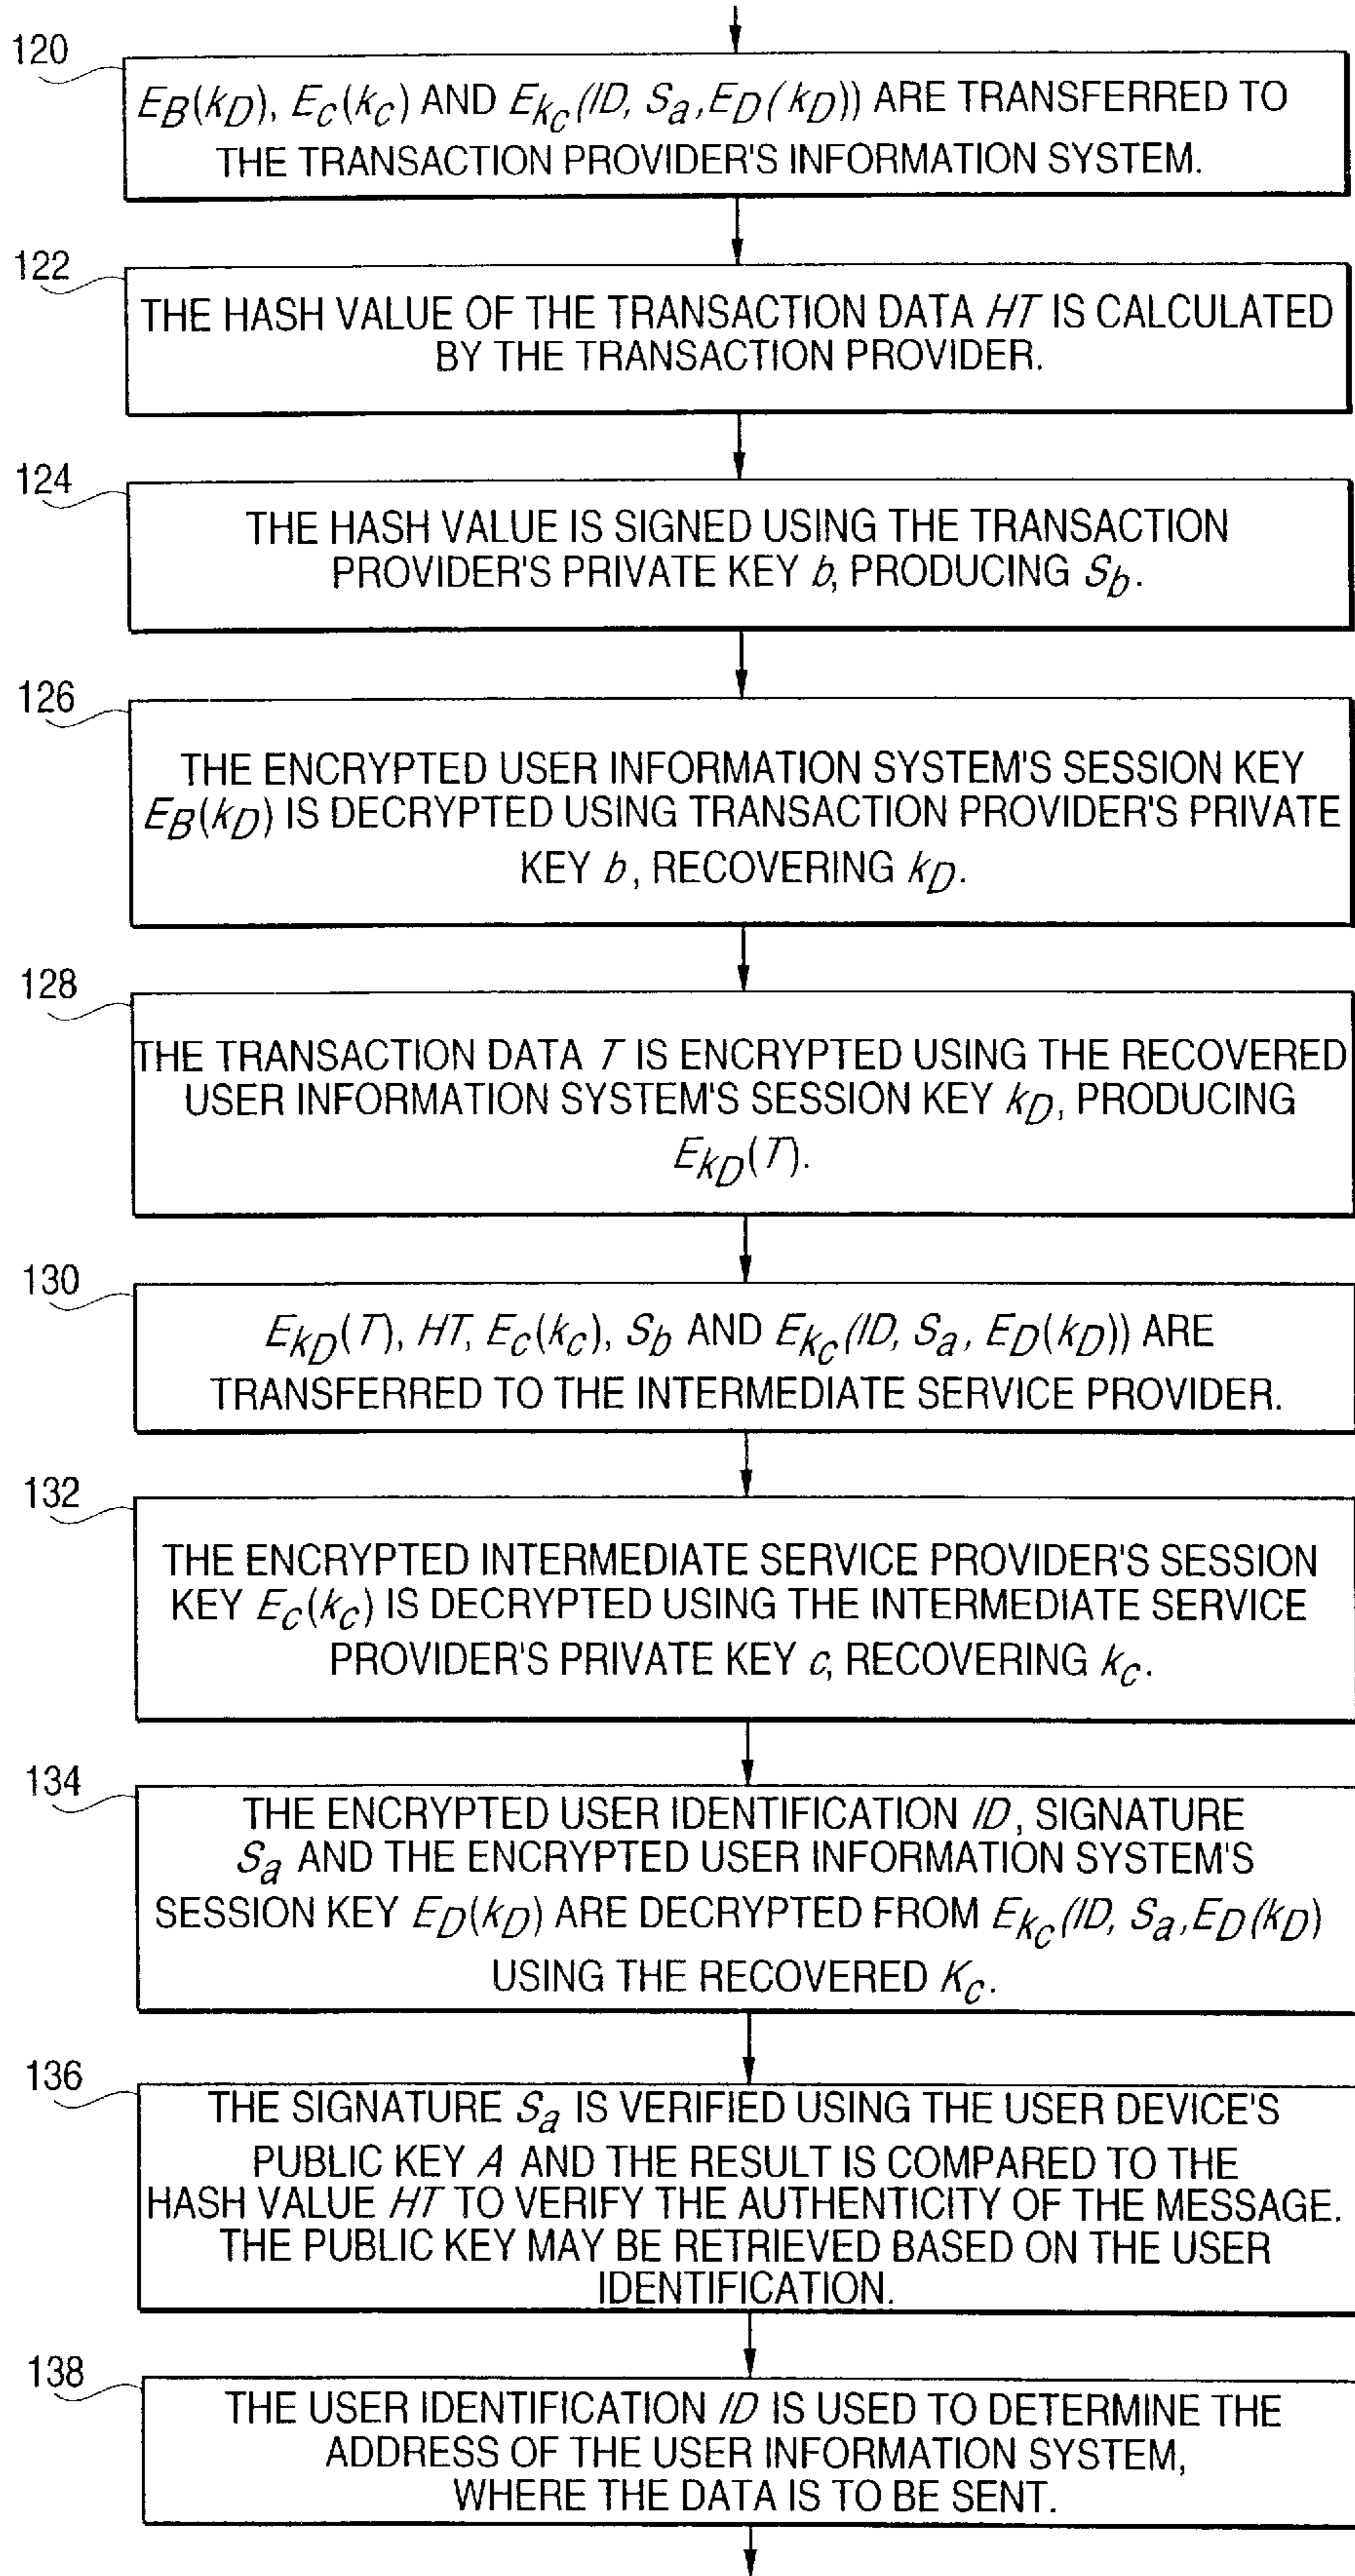 120
E_B(k_D), E_c(k_c) AND E_{k_c}(ID, S_a, E_D(k_D)) ARE TRANSFERRED TO
THE TRANSACTION PROVIDER'S INFORMATION SYSTEM.
122
THE HASH VALUE OF THE TRANSACTION DATA HT IS CALCULATED
BY THE TRANSACTION PROVIDER.
124
THE HASH VALUE IS SIGNED USING THE TRANSACTION
PROVIDER'S PRIVATE KEY b, PRODUCING S_b.
126
THE ENCRYPTED USER INFORMATION SYSTEM'S SESSION KEY
E_B(k_D) IS DECRYPTED USING TRANSACTION PROVIDER'S PRIVATE
KEY b, RECOVERING k_D.
128
THE TRANSACTION DATA T IS ENCRYPTED USING THE RECOVERED
USER INFORMATION SYSTEM'S SESSION KEY k_D, PRODUCING
E_{k_D}(T).
130
E_{k_D}(T), HT, E_c(k_c), S_b AND E_{k_c}(ID, S_a, E_D(k_D)) ARE
TRANSFERRED TO THE INTERMEDIATE SERVICE PROVIDER.
132
THE ENCRYPTED INTERMEDIATE SERVICE PROVIDER'S SESSION
KEY E_c(k_c) IS DECRYPTED USING THE INTERMEDIATE SERVICE
PROVIDER'S PRIVATE KEY c, RECOVERING k_c.
134
THE ENCRYPTED USER IDENTIFICATION ID, SIGNATURE
S_a AND THE ENCRYPTED USER INFORMATION SYSTEM'S
SESSION KEY E_D(k_D) ARE DECRYPTED FROM E_{k_c}(ID, S_a, E_D(k_D)
USING THE RECOVERED K_c.
136
THE SIGNATURE S_a IS VERIFIED USING THE USER DEVICE'S
PUBLIC KEY A AND THE RESULT IS COMPARED TO THE
HASH VALUE HT TO VERIFY THE AUTHENTICITY OF THE MESSAGE.
THE PUBLIC KEY MAY BE RETRIEVED BASED ON THE USER
IDENTIFICATION.
138
THE USER IDENTIFICATION ID IS USED TO DETERMINE THE
ADDRESS OF THE USER INFORMATION SYSTEM,
WHERE THE DATA IS TO BE SENT.